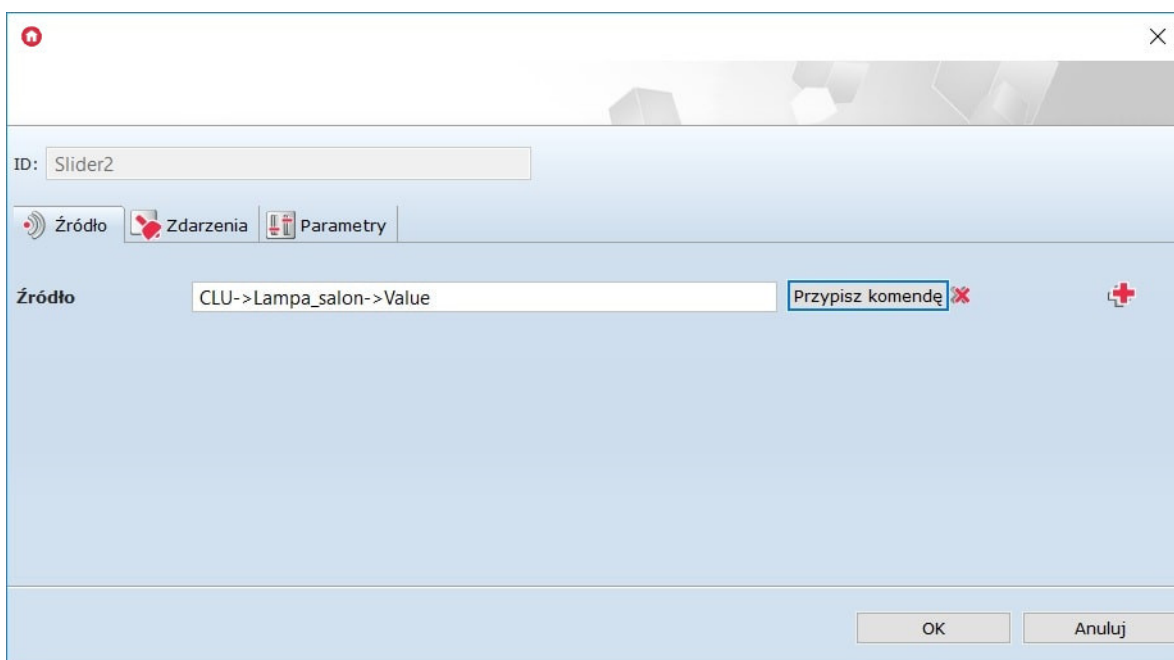 ID: Slider2
Źródło Zdarzenia Parametry
Źródło CLU->Lampa_salon->Value Przypisz komendę
OK Anuluj